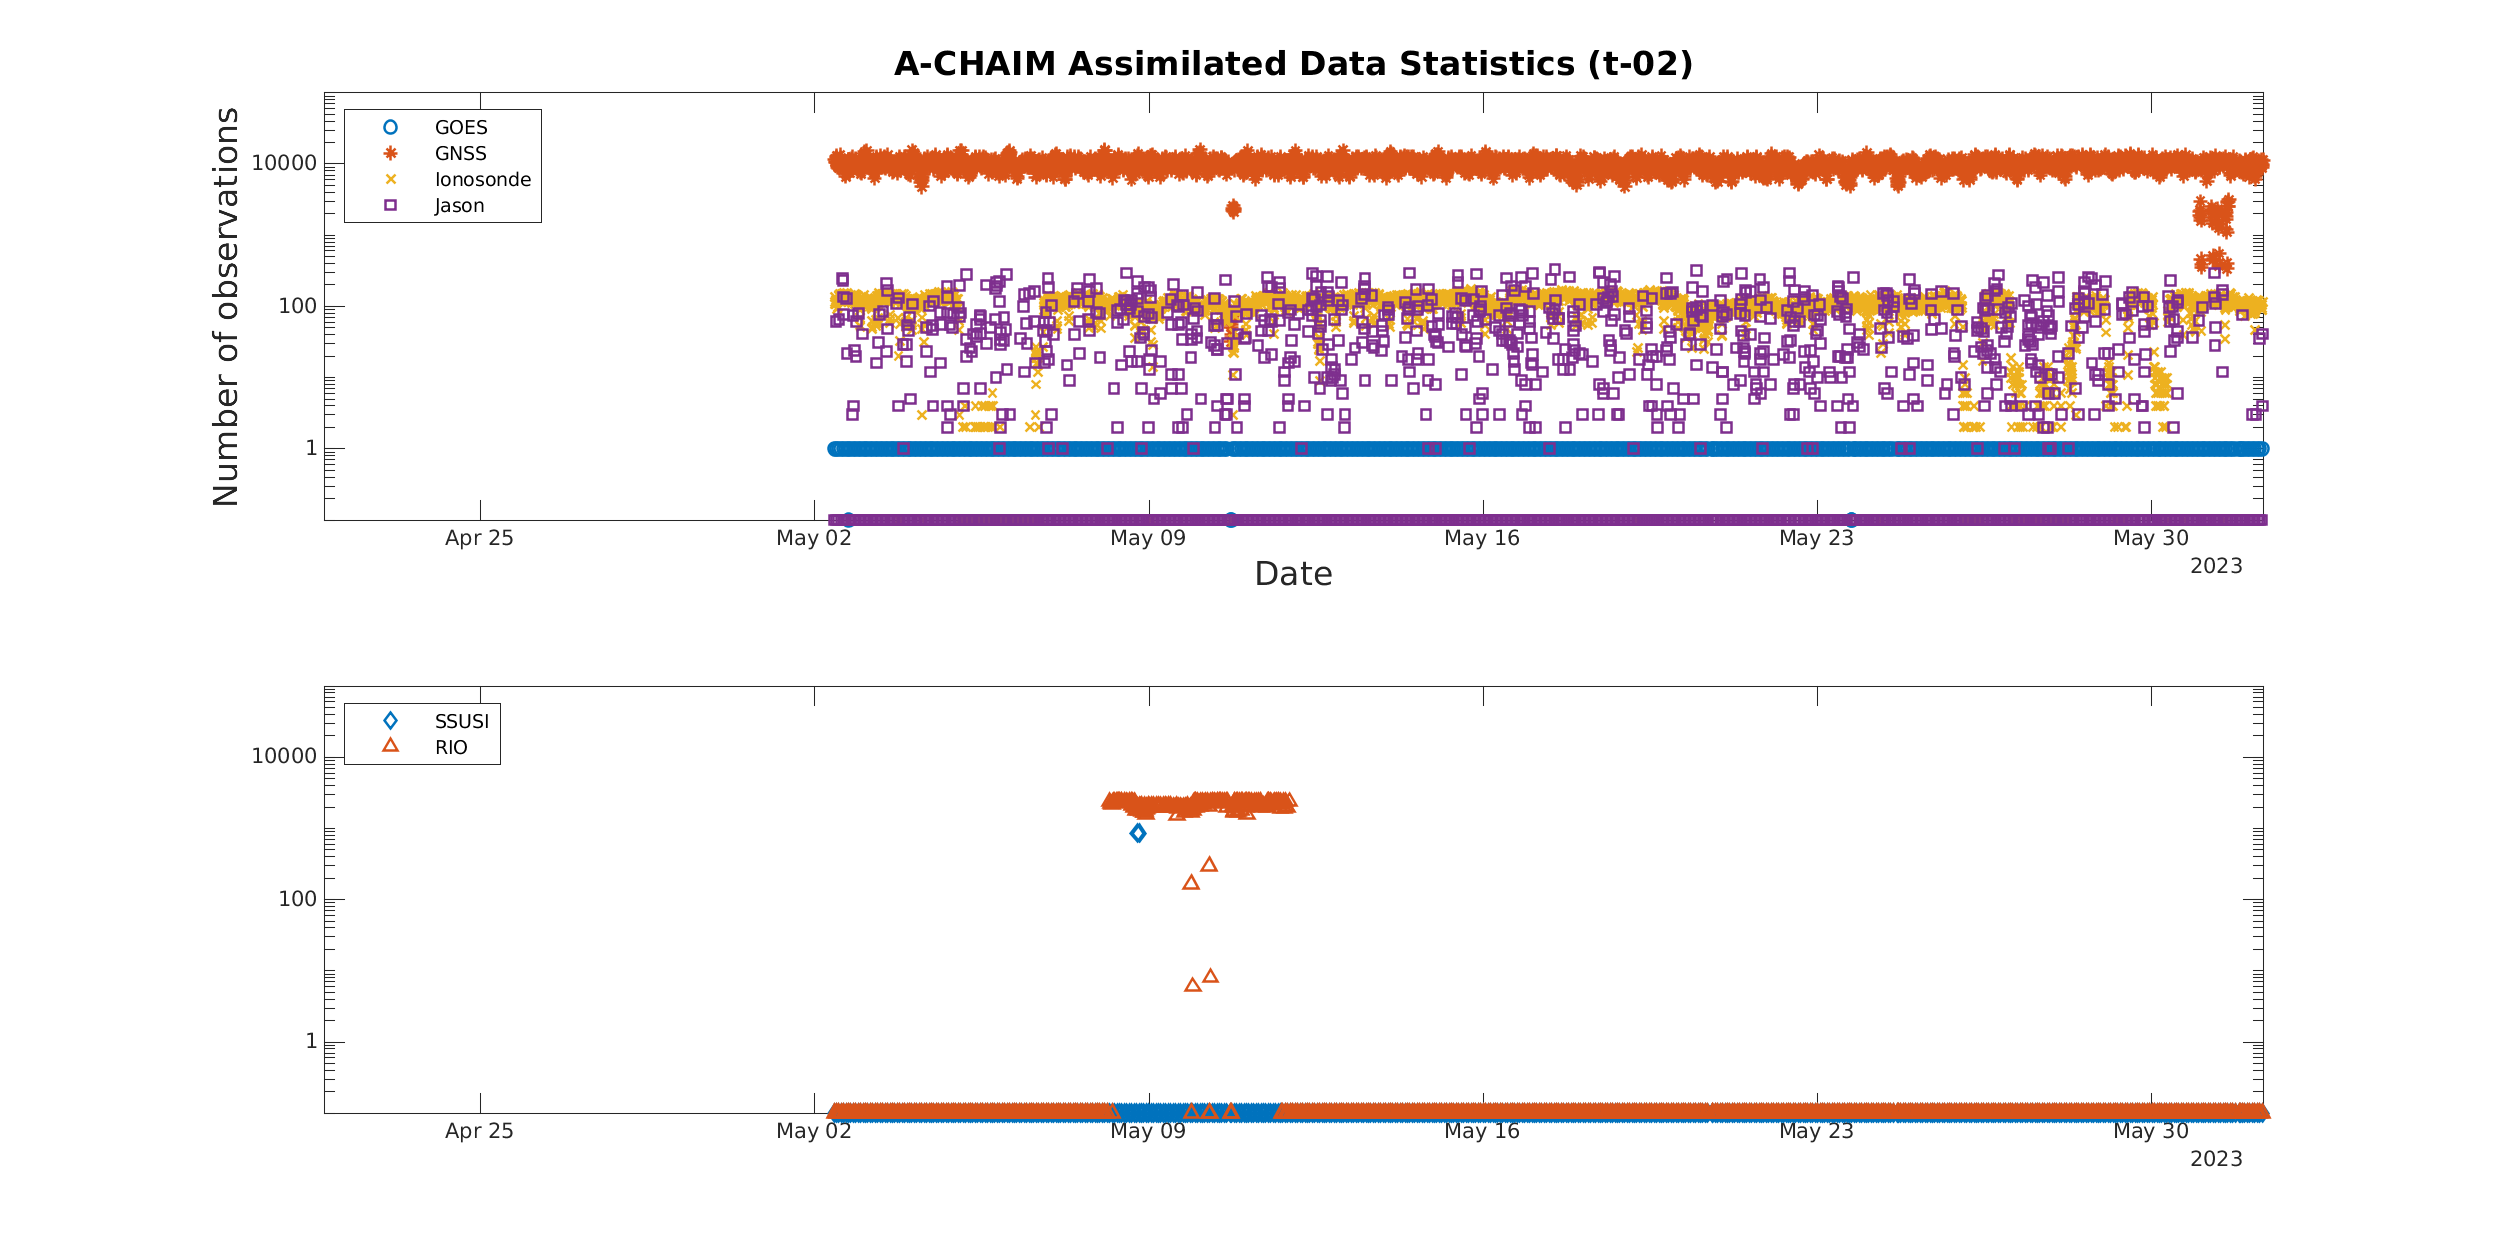 A-CHAIM Assimilated Data Statistics (t-02)
Number of observations
10000
100
1
GOES
GNSS
Ionosonde
Jason
Apr 25 May 02 May 09 May 16 May 23 May 30
2023
Date
10000
100
1
SSUSI
RIO
Apr 25 May 02 May 09 May 16 May 23 May 30
2023